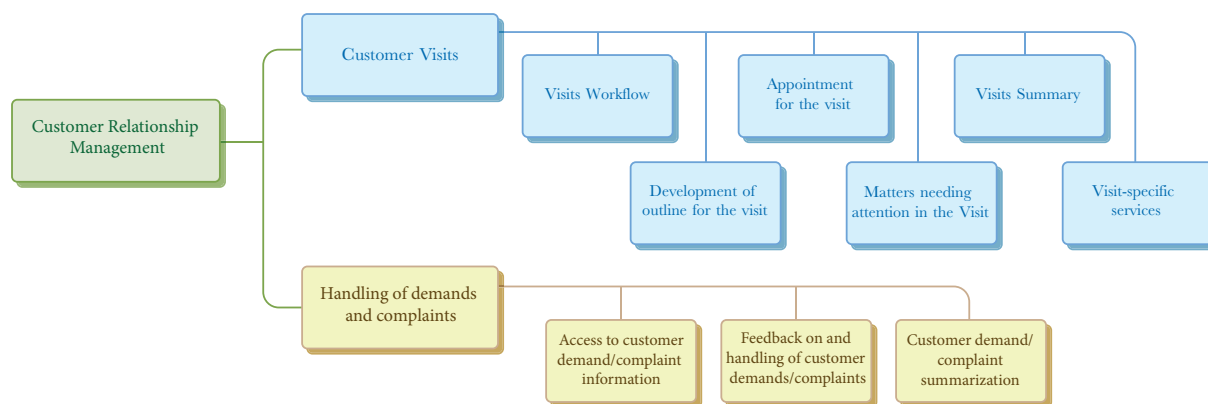 Customer Relationship
Management
Customer Visits
Visits Workflow
Appointment
for the visit
Visits Summary
Development of
outline for the visit
Matters needing
attention in the Visit
Visit-specific
services
Handling of demands
and complaints
Access to customer
demand/complaint
information
Feedback on and
handling of customer
demands/complaints
Customer demand/
complaint
summarization